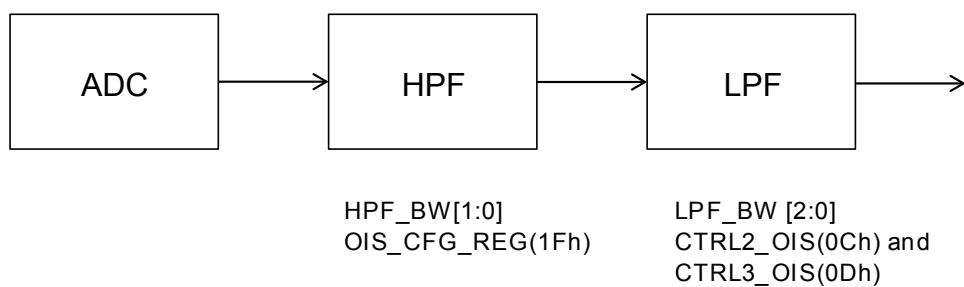 ADC
HPF
LPF
HPF_BW[1:0]
OIS_CFG_REG(1Fh)
LPF_BW [2:0]
CTRL2_OIS(0Ch) and
CTRL3_OIS(0Dh)